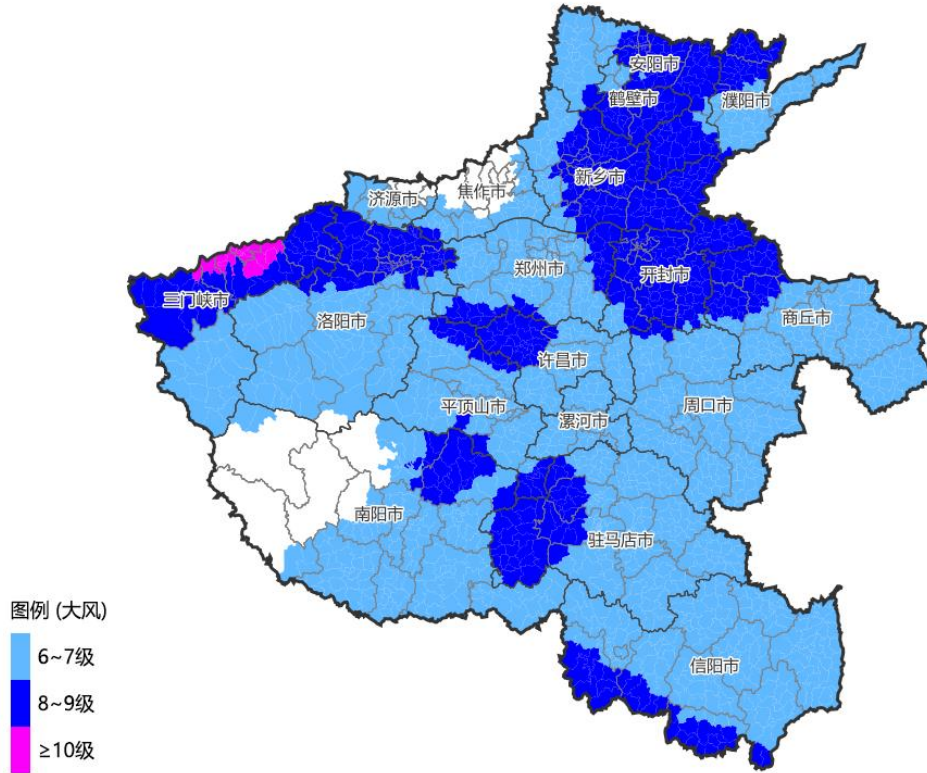 安阳市
鹤壁市
濮阳市
新乡市
焦作市
济源市
郑州市
开封市
三门峡市
洛阳市
商丘市
许昌市
平顶山市
漯河市
周口市
南阳市
驻马店市
信阳市
图例 (大风)
6~7级
8~9级
≥10级